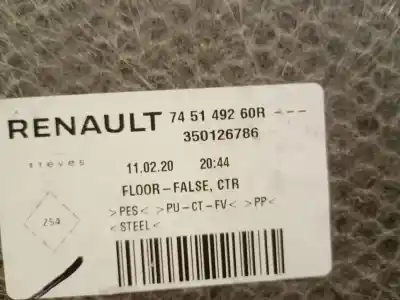 RENAULT 74 51 492 60R ---
350126786
treves 11.02.20 20:44
FLOOR-FALSE, CTR
>PES< >PU-CT-FV< >PP<
<STEEL<
254